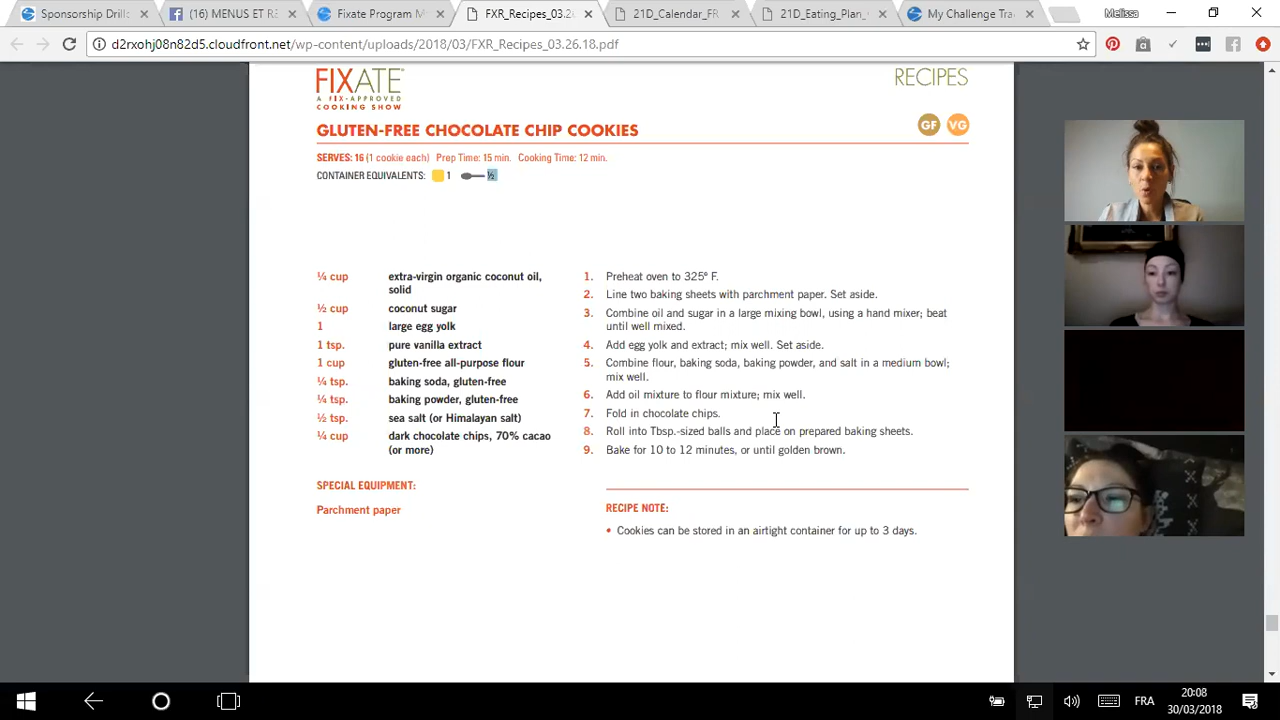 Sponsorship Drill
(16) MENUS ET R
Fixate Program M
FXR_Recipes_03.2
21D_Calendar_FR
21D_Eating_Plan_
My Challenge Tra
Melissa
d2rxohj08n82d5.cloudfront.net/wp-content/uploads/2018/03/FXR_Recipes_03.26.18.pdf
FIXATE
A FIX-APPROVED
COOKING SHOW
RECIPES
GLUTEN-FREE CHOCOLATE CHIP COOKIES
GF VG
SERVES: 16 (1 cookie each) Prep Time: 15 min. Cooking Time: 12 min.
CONTAINER EQUIVALENTS: 1 ½
¼ cup extra-virgin organic coconut oil,
solid
½ cup coconut sugar
1 large egg yolk
1 tsp. pure vanilla extract
1 cup gluten-free all-purpose flour
¼ tsp. baking soda, gluten-free
¼ tsp. baking powder, gluten-free
½ tsp. sea salt (or Himalayan salt)
¼ cup dark chocolate chips, 70% cacao
(or more)
SPECIAL EQUIPMENT:
Parchment paper
1. Preheat oven to 325° F.
2. Line two baking sheets with parchment paper. Set aside.
3. Combine oil and sugar in a large mixing bowl, using a hand mixer; beat
until well mixed.
4. Add egg yolk and extract; mix well. Set aside.
5. Combine flour, baking soda, baking powder, and salt in a medium bowl;
mix well.
6. Add oil mixture to flour mixture; mix well.
7. Fold in chocolate chips.
8. Roll into Tbsp.-sized balls and place on prepared baking sheets.
9. Bake for 10 to 12 minutes, or until golden brown.
RECIPE NOTE:
• Cookies can be stored in an airtight container for up to 3 days.
FRA
20:08
30/03/2018